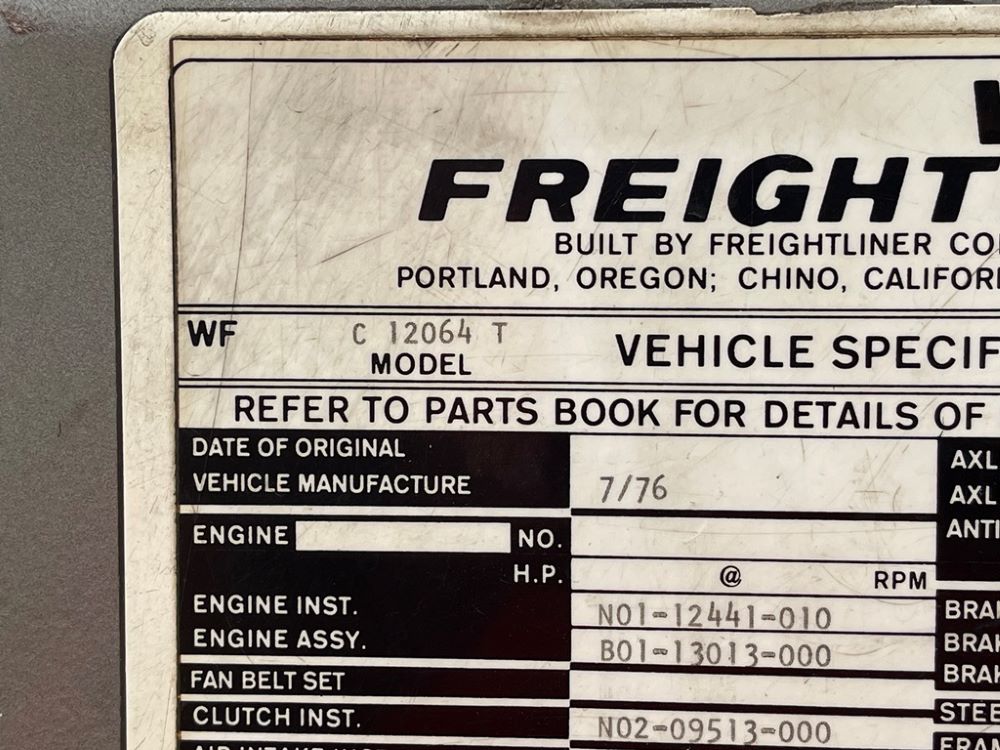 FREIGHT
BUILT BY FREIGHTLINER CO
PORTLAND, OREGON; CHINO, CALIFOR
WF C 12064 T
MODEL VEHICLE SPECIF
REFER TO PARTS BOOK FOR DETAILS OF
DATE OF ORIGINAL
VEHICLE MANUFACTURE 7/76
AXL
AXL
ENGINE NO. ANTI
H.P. @ RPM
ENGINE INST. N01-12441-010 BRA
ENGINE ASSY. B01-13013-000 BRAK
FAN BELT SET BRAK
CLUTCH INST. N02-09513-000 STEE
FRAM